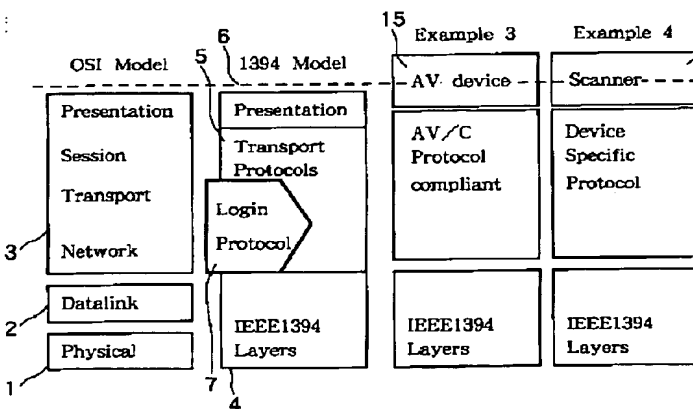 15
Example 3
Example 4
OSI Model
5
6
1394 Model
AV device
Scanner
Presentation
Session
Transport
Network
3
Datalink
2
Physical
1
Presentation
Transport
Protocols
Login
Protocol
7
IEEE1394
Layers
4
AV/C
Protocol
compliant
IEEE1394
Layers
Device
Specific
Protocol
IEEE1394
Layers